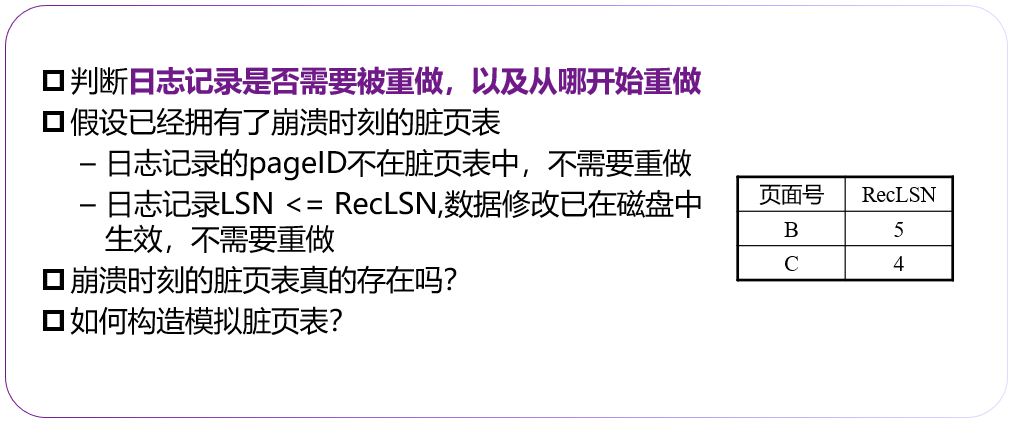 判断日志记录是否需要被重做，以及从哪开始重做
假设已经拥有了崩溃时刻的脏页表
– 日志记录的pageID不在脏页表中，不需要重做
– 日志记录LSN <= RecLSN,数据修改已在磁盘中
生效，不需要重做
崩溃时刻的脏页表真的存在吗？
如何构造模拟脏页表？
页面号 RecLSN
B 5
C 4